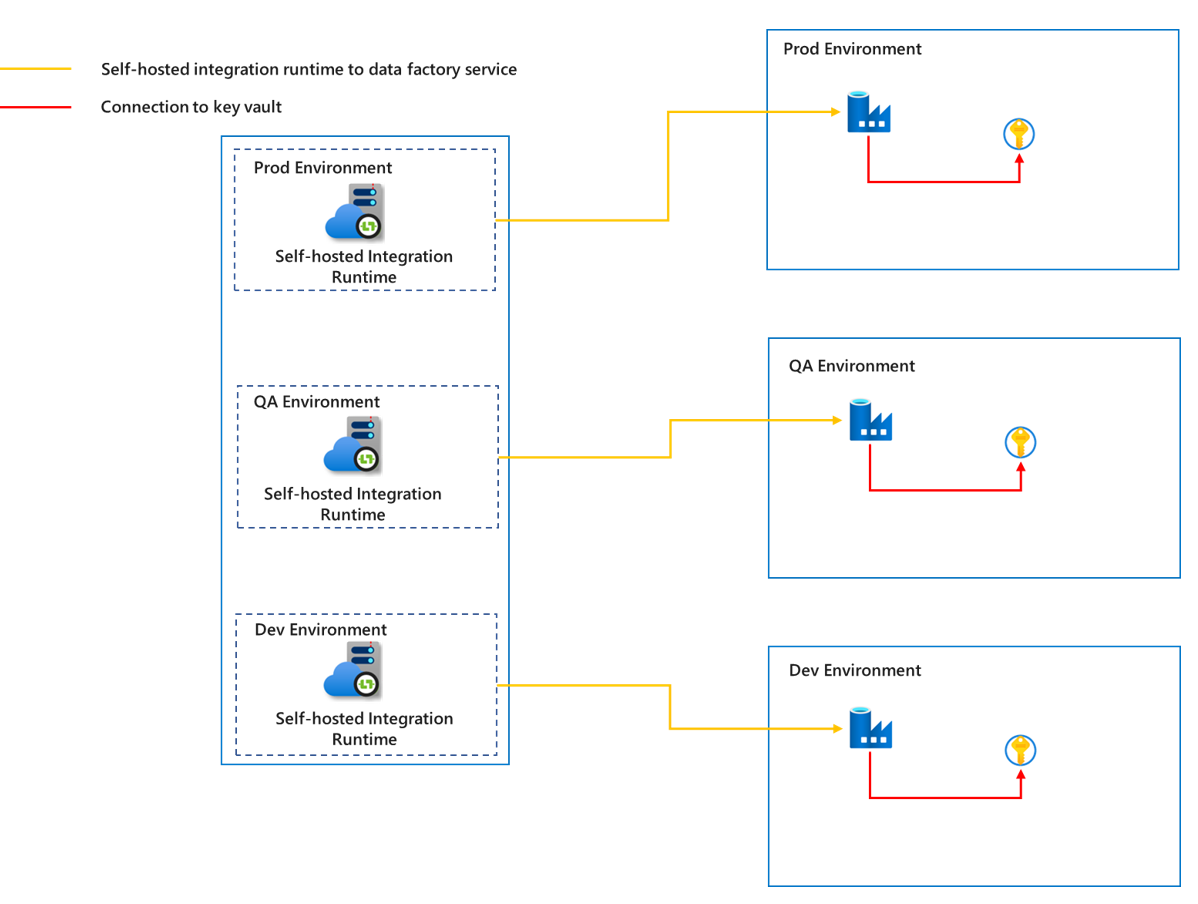 Self-hosted integration runtime to data factory service
Connection to key vault
Prod Environment
Self-hosted Integration
Runtime
QA Environment
Self-hosted Integration
Runtime
Dev Environment
Self-hosted Integration
Runtime
Prod Environment
QA Environment
Dev Environment